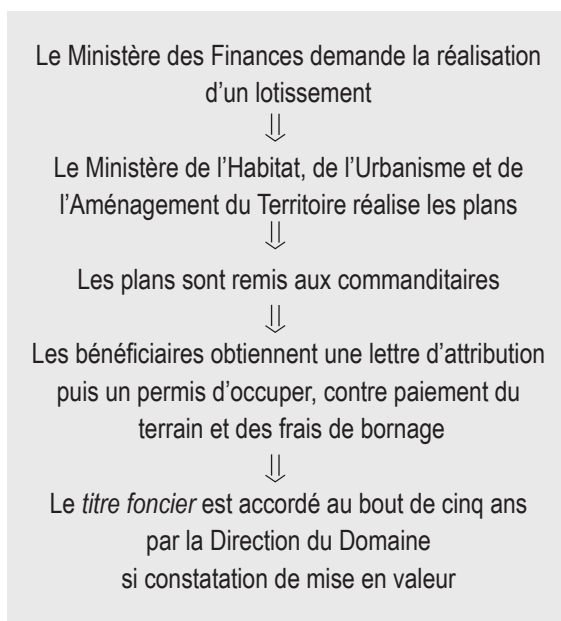 Le Ministère des Finances demande la réalisation
d’un lotissement
⇓
Le Ministère de l’Habitat, de l’Urbanisme et de
l’Aménagement du Territoire réalise les plans
⇓
Les plans sont remis aux commanditaires
⇓
Les bénéficiaires obtiennent une lettre d’attribution
puis un permis d’occuper, contre paiement du
terrain et des frais de bornage
⇓
Le titre foncier est accordé au bout de cinq ans
par la Direction du Domaine
si constatation de mise en valeur